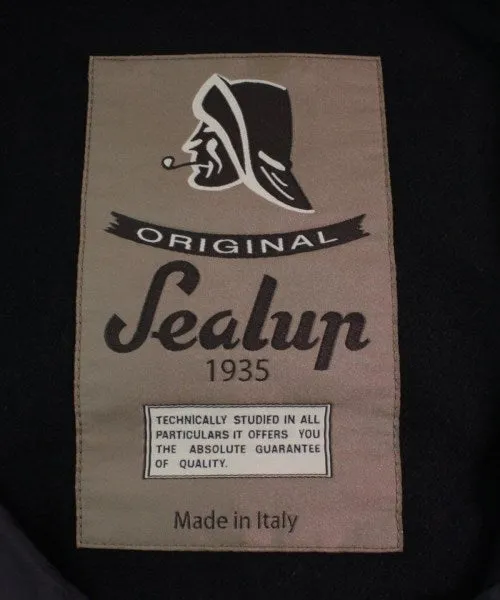 ORIGINAL
Sealup
1935
TECHNICALLY STUDIED IN ALL
PARTICULARS IT OFFERS YOU
THE ABSOLUTE GUARANTEE
OF QUALITY.
Made in Italy